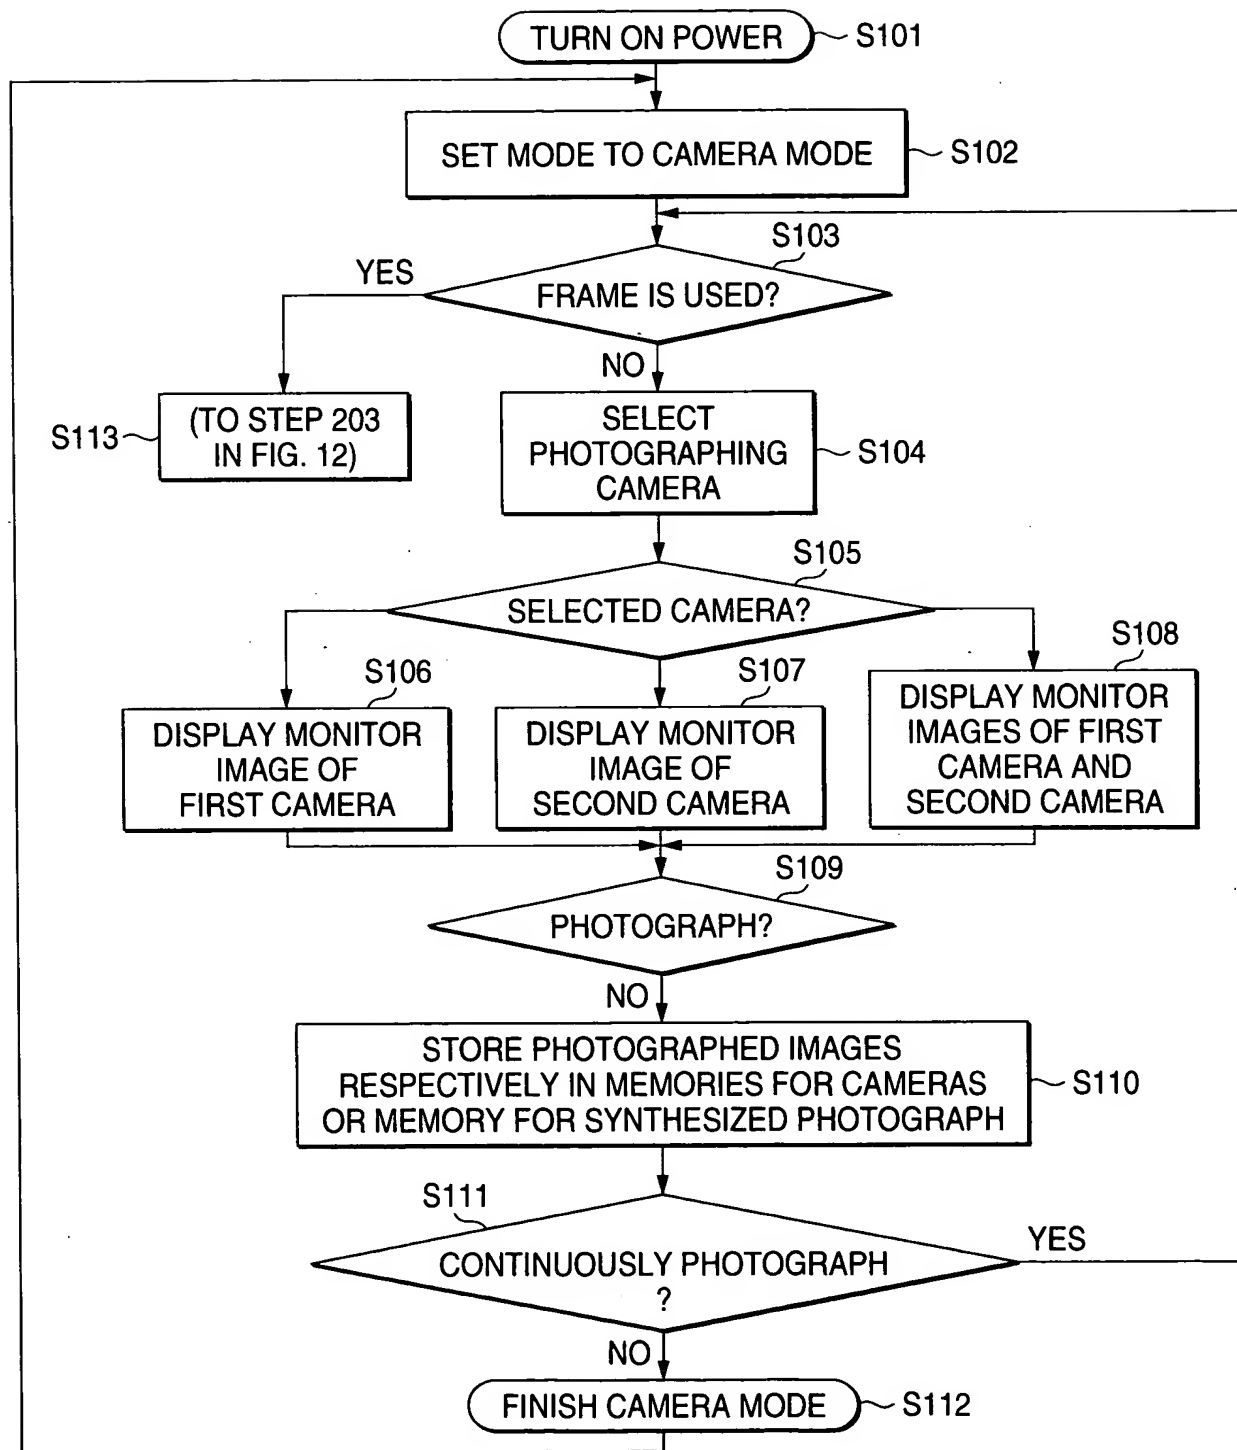 TURN ON POWER
S101
SET MODE TO CAMERA MODE
S102
S103
YES
FRAME IS USED?
NO
S113
(TO STEP 203
IN FIG. 12)
SELECT
PHOTOGRAPHING
CAMERA
S104
S105
SELECTED CAMERA?
S106
DISPLAY MONITOR
IMAGE OF
FIRST CAMERA
S107
DISPLAY MONITOR
IMAGE OF
SECOND CAMERA
S108
DISPLAY MONITOR
IMAGES OF FIRST
CAMERA AND
SECOND CAMERA
S109
PHOTOGRAPH?
NO
STORE PHOTOGRAPHED IMAGES
RESPECTIVELY IN MEMORIES FOR CAMERAS
OR MEMORY FOR SYNTHESIZED PHOTOGRAPH
S110
S111
CONTINUOUSLY PHOTOGRAPH
?
YES
NO
FINISH CAMERA MODE
S112